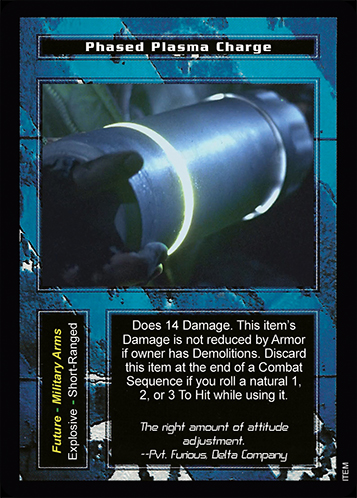 Phased Plasma Charge
Future - Military Arms
Explosive - Short-Ranged
Does 14 Damage. This item's
Damage is not reduced by Armor
if owner has Demolitions. Discard
this item at the end of a Combat
Sequence if you roll a natural 1,
2, or 3 To Hit while using it.
The right amount of attitude
adjustment.
--Pvt. Furious, Delta Company
ITEM